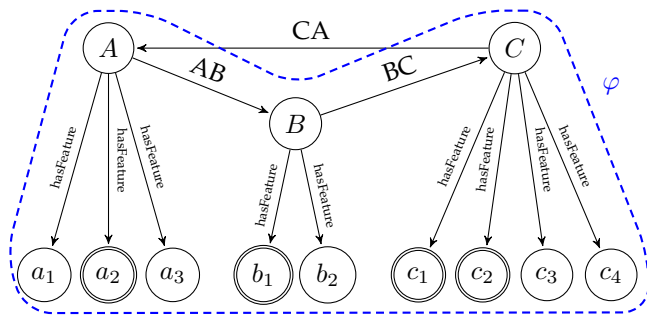 CA
A
C
AB
BC
φ
B
hasFeature
hasFeature
hasFeature
hasFeature
hasFeature
hasFeature
hasFeature
hasFeature
hasFeature
a₁
a₂
a₃
b₁
b₂
c₁
c₂
c₃
c₄